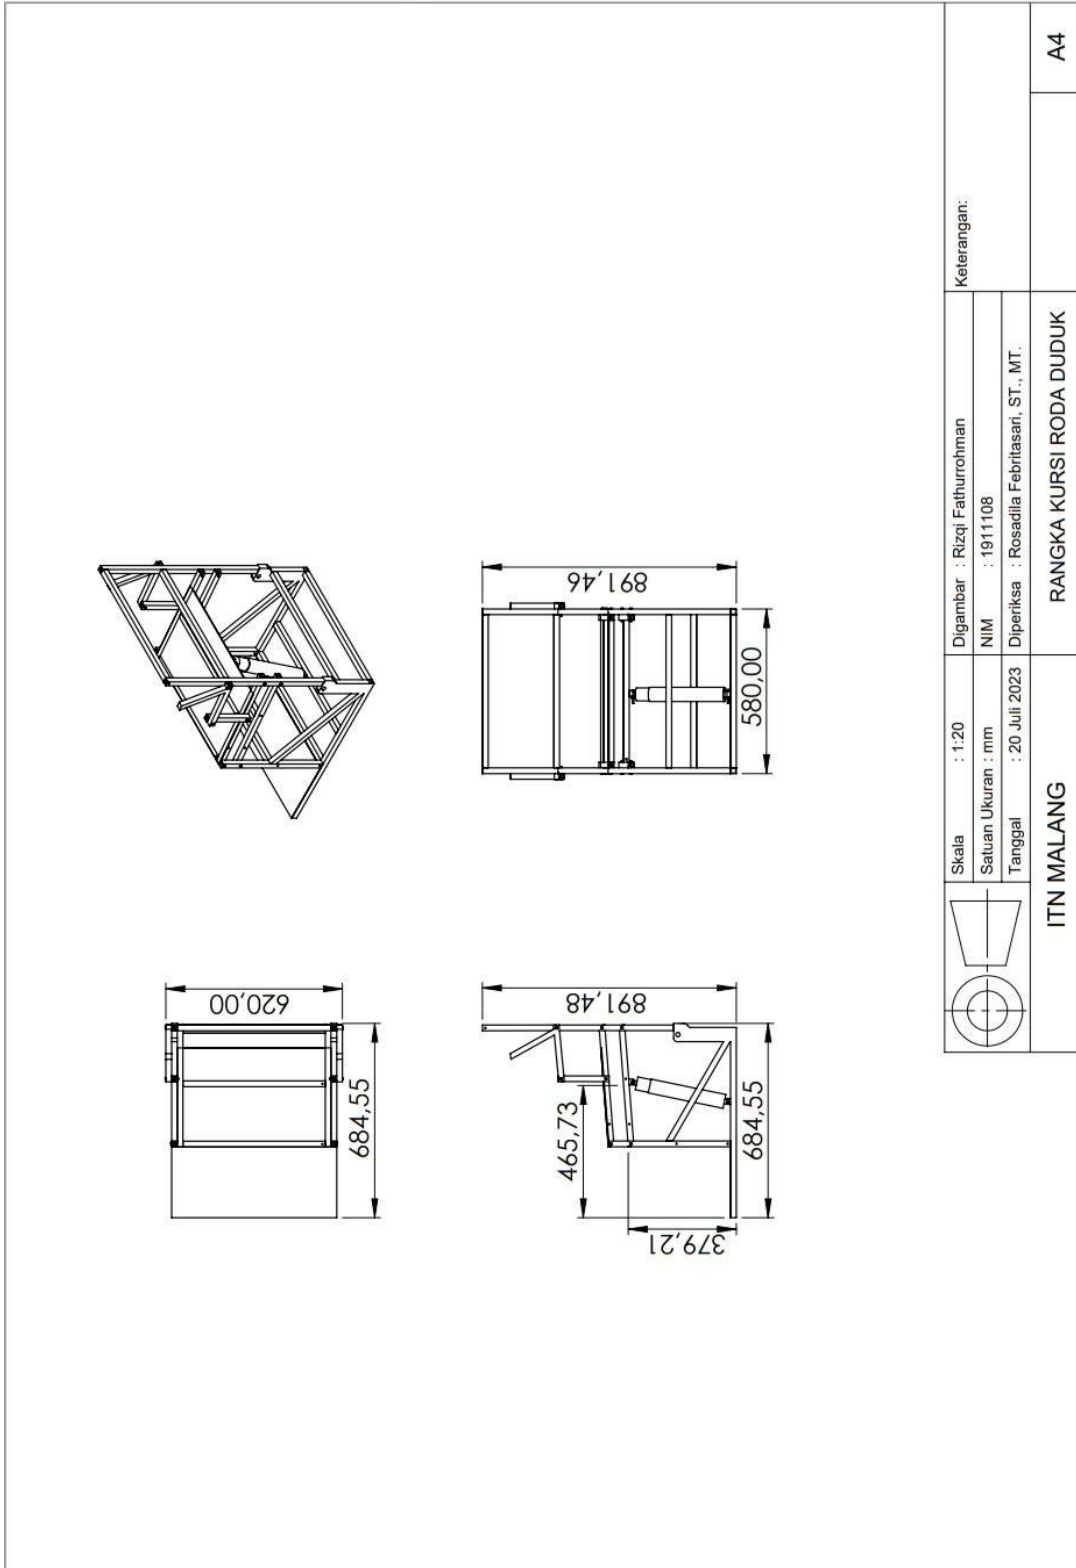 620,00
684,55
891,46
580,00
465,73
891,48
379,21
684,55
Skala : 1:20
Satuan Ukuran : mm
Tanggal : 20 Juli 2023
Digambar : Rizqi Fathurrohman
NIM : 1911108
Diperiksa : Rosadila Febritasari, ST., MT.
Keterangan:
ITN MALANG
RANGKA KURSI RODA DUDUK
A4